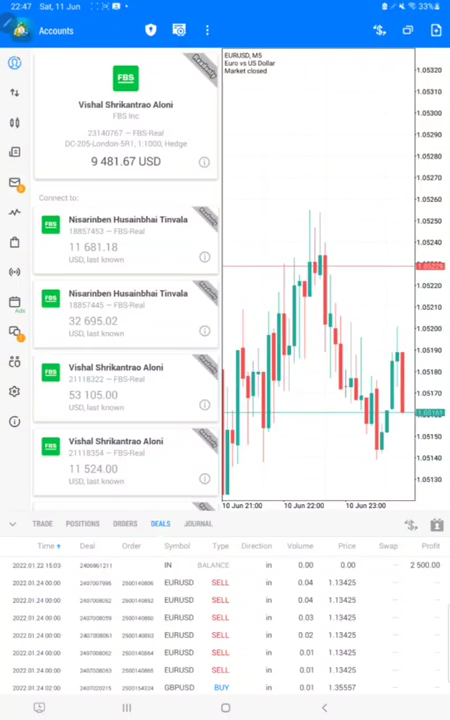 22:47 Sat, 11 Jun 33%
Accounts
EURUSD, M5
Euro vs US Dollar
Market closed
FBS
Vishal Shrikantrao Aloni
FBS Inc
23140767 — FBS-Real
DC-205-London-5R1, 1:1000, Hedge
9 481.67 USD
Connect to:
FBS
Nisarinben Husainbhai Tinvala
18857453 — FBS-Real
11 681.18
USD, last known
FBS
Nisarinben Husainbhai Tinvala
18857445 — FBS-Real
32 695.02
USD, last known
FBS
Vishal Shrikantrao Aloni
21118322 — FBS-Real
53 105.00
USD, last known
FBS
Vishal Shrikantrao Aloni
21118354 — FBS-Real
11 524.00
USD, last known
Ads
1.05320
1.05310
1.05300
1.05290
1.05280
1.05270
1.05260
1.05250
1.05240
1.05229
1.05220
1.05210
1.05200
1.05190
1.05180
1.05170
1.05161
1.05150
1.05140
1.05130
10 Jun 21:00 10 Jun 22:00 10 Jun 23:00
TRADE POSITIONS ORDERS DEALS JOURNAL
Time Deal Order Symbol Type Direction Volume Price Swap Profit
2022.01.22 15:03 2406961211 IN BALANCE 0.00 0.00 2 500.00
2022.01.24 00:00 EURUSD SELL in 0.04 1.13425
2022.01.24 00:00 EURUSD SELL in 0.04 1.13425
2022.01.24 00:00 EURUSD SELL in 0.03 1.13425
2022.01.24 00:00 EURUSD SELL in 0.02 1.13425
2022.01.24 00:00 EURUSD SELL in 0.01 1.13425
2022.01.24 00:00 EURUSD SELL in 0.01 1.13425
2022.01.24 02:00 GBPUSD BUY in 0.01 1.35557